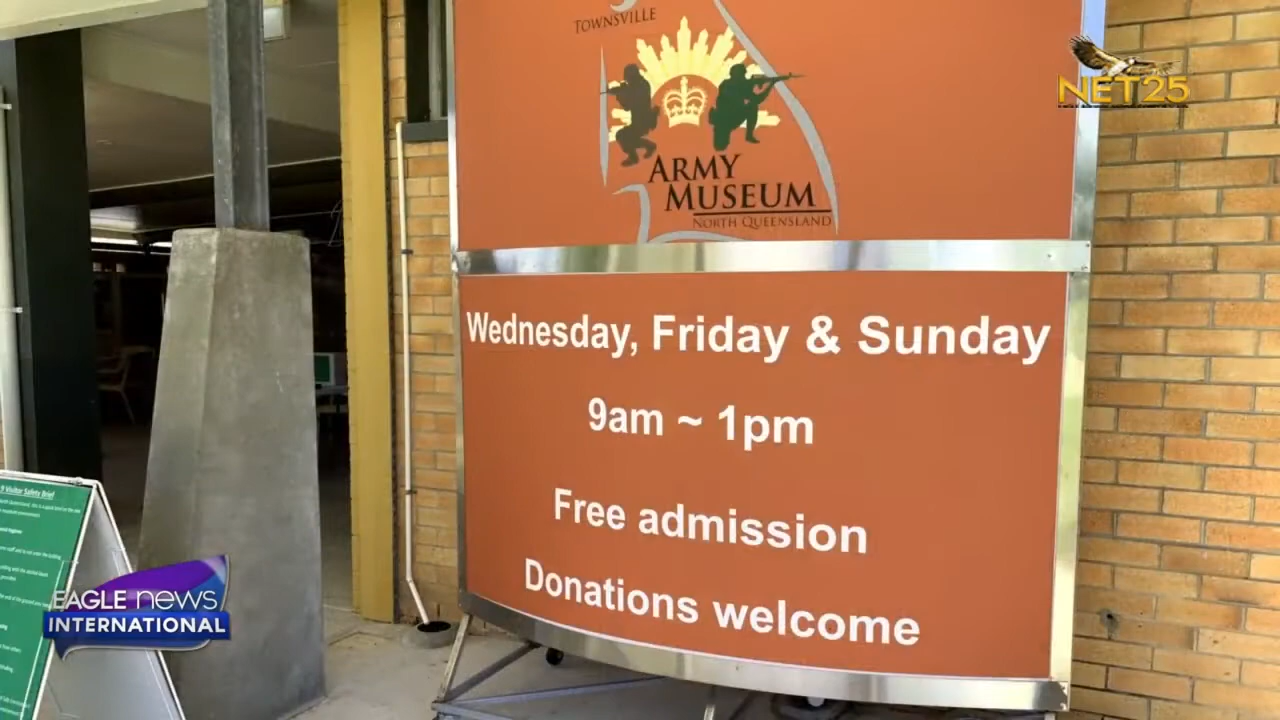 TOWNSVILLE
ARMY
MUSEUM
NORTH QUEENSLAND
NET25
Wednesday, Friday & Sunday
9am ~ 1pm
Free admission
Donations welcome
9 Visitor Safety Brief
EAGLE NEWS
INTERNATIONAL